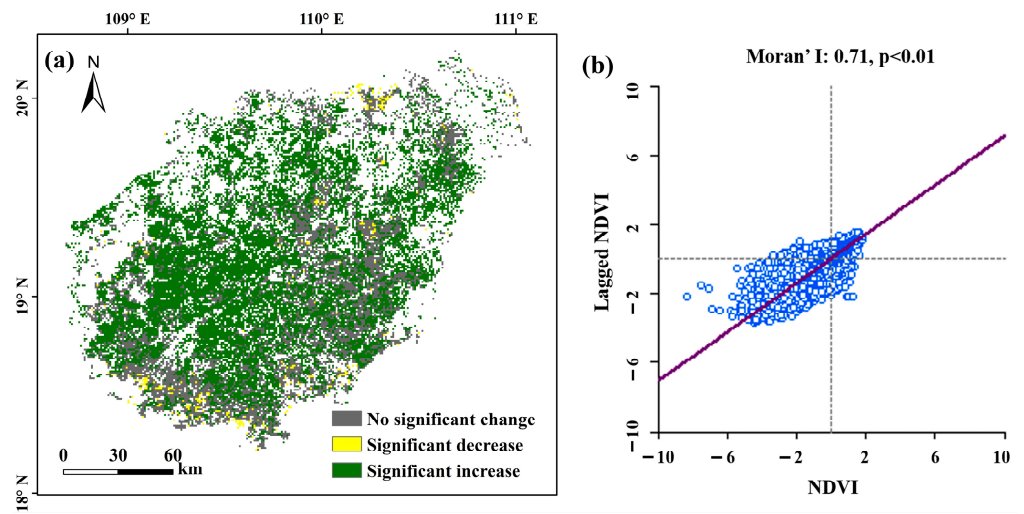 109° E 110° E 111° E
(a)
N
20° N
19° N
18° N
No significant change
Significant decrease
Significant increase
0 30 60 km
(b)
Moran’ I: 0.71, p<0.01
Lagged NDVI
10
6
2
−2
−6
−10
−10 −6 −2 2 6 10
NDVI